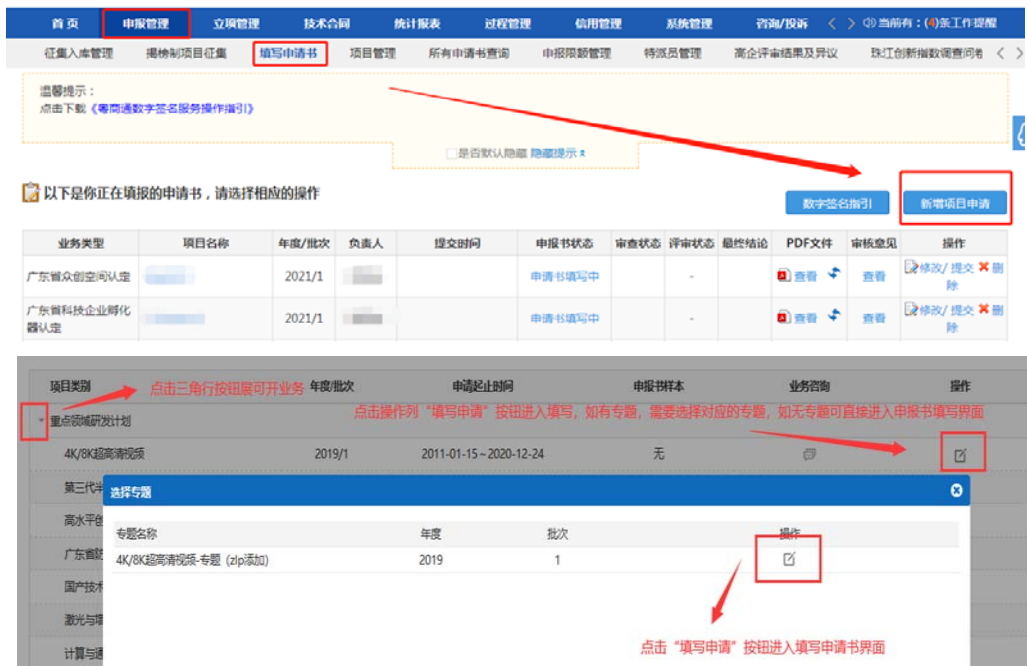 首 页 申报管理 立项管理 技术合同 统计报表 过程管理 信用管理 系统管理 咨询/投诉 当前有：(4)条工作提醒
征集入库管理 揭榜制项目征集 填写申请书 项目管理 所有申请书查询 申报限额管理 特派员管理 高企评审结果及异议 珠江创新指数调查问卷
温馨提示：
点击下载《粤商通数字签名服务操作指引》
是否默认隐藏 隐藏提示
以下是你正在填报的申请书，请选择相应的操作
数字签名指引 新增项目申请
业务类型 项目名称 年度/批次 负责人 提交时间 申报书状态 审查状态 评审状态 最终结论 PDF文件 审核意见 操作
广东省众创空间认定 2021/1 申请书填写中 - 查看 查看 修改/ 提交 删
除
广东省科技企业孵化 2021/1 申请书填写中 - 查看 查看 修改/ 提交 删
器认定 除
项目类别 点击三角行按钮展可开业务 年度/批次 申请起止时间 申报书样本 业务咨询 操作
重点领域研发计划 点击操作列“填写申请”按钮进入填写，如有专题，需要选择对应的专题，如无专题可直接进入申报书填写界面
4K/8K超高清视频 2019/1 2011-01-15~2020-12-24 无
第三代半
选择专题
高水平创
专题名称 年度 批次 操作
广东省防
4K/8K超高清视频-专题（zip添加） 2019 1
国产技术
激光与增
计算与通
点击“填写申请”按钮进入填写申请书界面